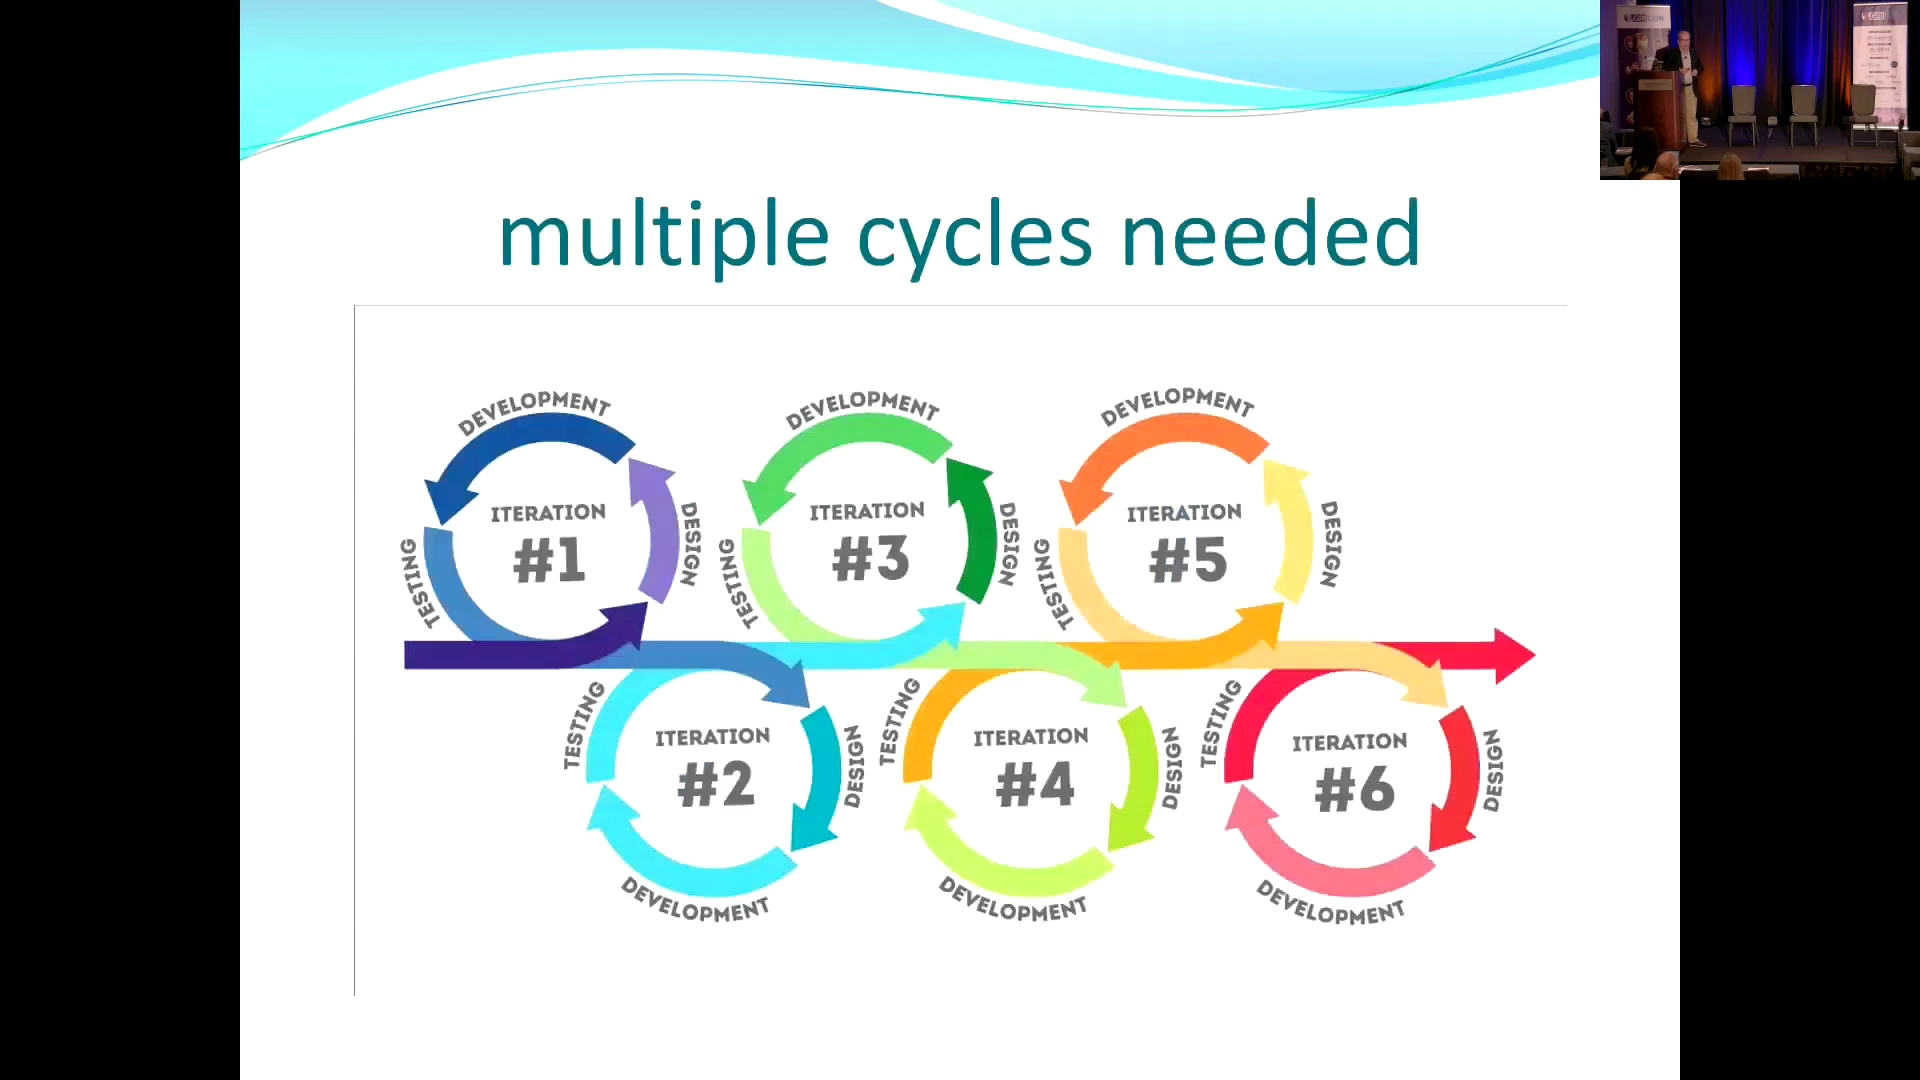 multiple cycles needed
DEVELOPMENT
ITERATION
#1
DESIGN
TESTING
DEVELOPMENT
ITERATION
#3
DESIGN
TESTING
DEVELOPMENT
ITERATION
#5
DESIGN
TESTING
TESTING
ITERATION
#2
DESIGN
DEVELOPMENT
TESTING
ITERATION
#4
DESIGN
DEVELOPMENT
TESTING
ITERATION
#6
DESIGN
DEVELOPMENT